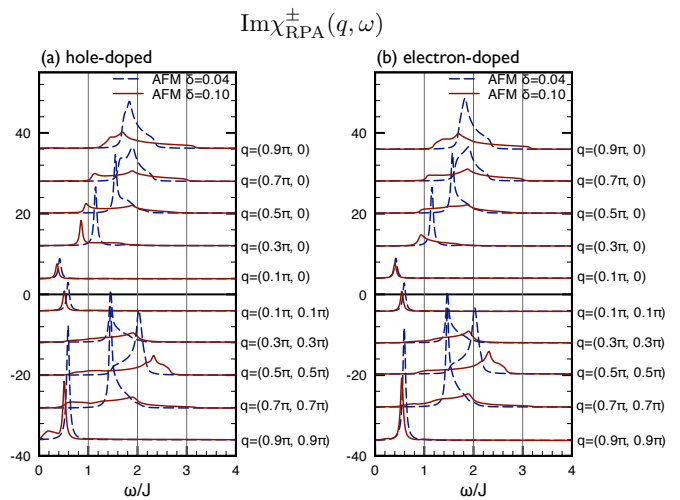 Imχ±RPA(q, ω)
(a) hole-doped
AFM δ=0.04
AFM δ=0.10
40
20
0
-20
-40
q=(0.9π, 0)
q=(0.7π, 0)
q=(0.5π, 0)
q=(0.3π, 0)
q=(0.1π, 0)
q=(0.1π, 0.1π)
q=(0.3π, 0.3π)
q=(0.5π, 0.5π)
q=(0.7π, 0.7π)
q=(0.9π, 0.9π)
0 1 2 3 4
ω/J
(b) electron-doped
AFM δ=0.04
AFM δ=0.10
40
20
0
-20
-40
q=(0.9π, 0)
q=(0.7π, 0)
q=(0.5π, 0)
q=(0.3π, 0)
q=(0.1π, 0)
q=(0.1π, 0.1π)
q=(0.3π, 0.3π)
q=(0.5π, 0.5π)
q=(0.7π, 0.7π)
q=(0.9π, 0.9π)
0 1 2 3 4
ω/J